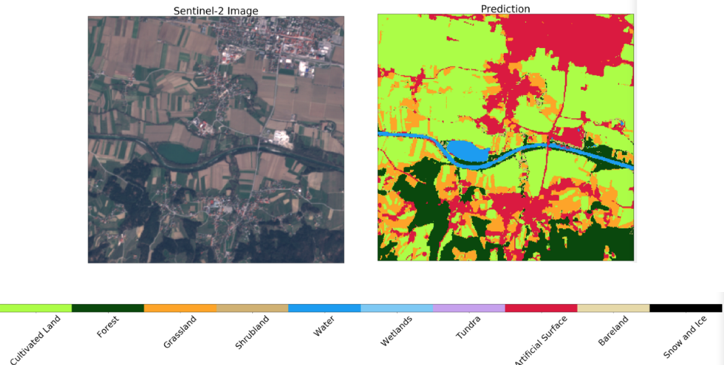 Sentinel-2 Image
Prediction
Cultivated Land
Forest
Grassland
Shrubland
Water
Wetlands
Tundra
Artificial Surface
Bareland
Snow and Ice